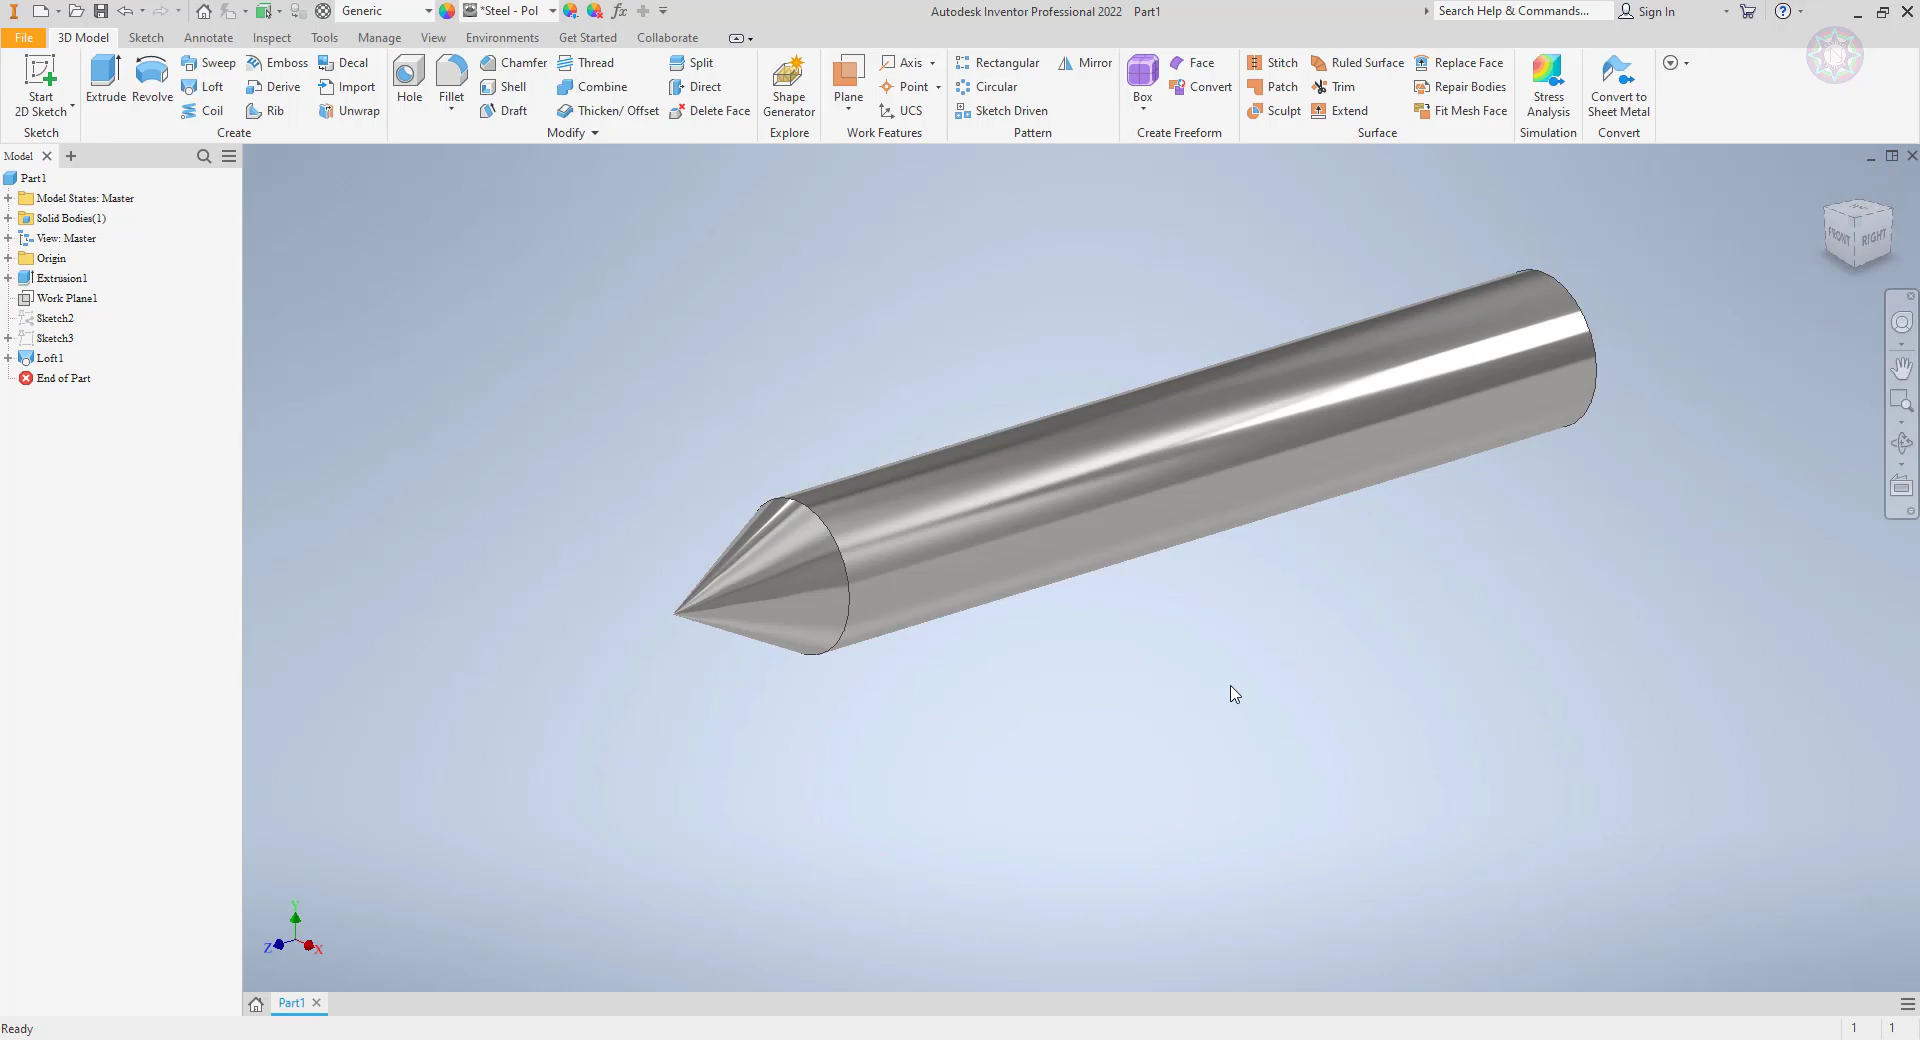 Generic
*Steel - Pol
Autodesk Inventor Professional 2022 Part1
Search Help & Commands...
Sign In
File 3D Model Sketch Annotate Inspect Tools Manage View Environments Get Started Collaborate
Start
2D Sketch
Sketch
Extrude
Revolve
Sweep
Loft
Coil
Emboss
Derive
Rib
Decal
Import
Unwrap
Create
Hole
Fillet
Chamfer
Shell
Draft
Thread
Combine
Thicken/ Offset
Split
Direct
Delete Face
Modify
Shape
Generator
Explore
Plane
Axis
Point
UCS
Work Features
Rectangular
Circular
Sketch Driven
Mirror
Pattern
Box
Face
Convert
Create Freeform
Stitch
Patch
Sculpt
Ruled Surface
Trim
Extend
Replace Face
Repair Bodies
Fit Mesh Face
Surface
Stress
Analysis
Simulation
Convert to
Sheet Metal
Convert
Model
Part1
Model States: Master
Solid Bodies(1)
View: Master
Origin
Extrusion1
Work Plane1
Sketch2
Sketch3
Loft1
End of Part
FRONT
RIGHT
Y
Z
X
Part1
Ready
1
1